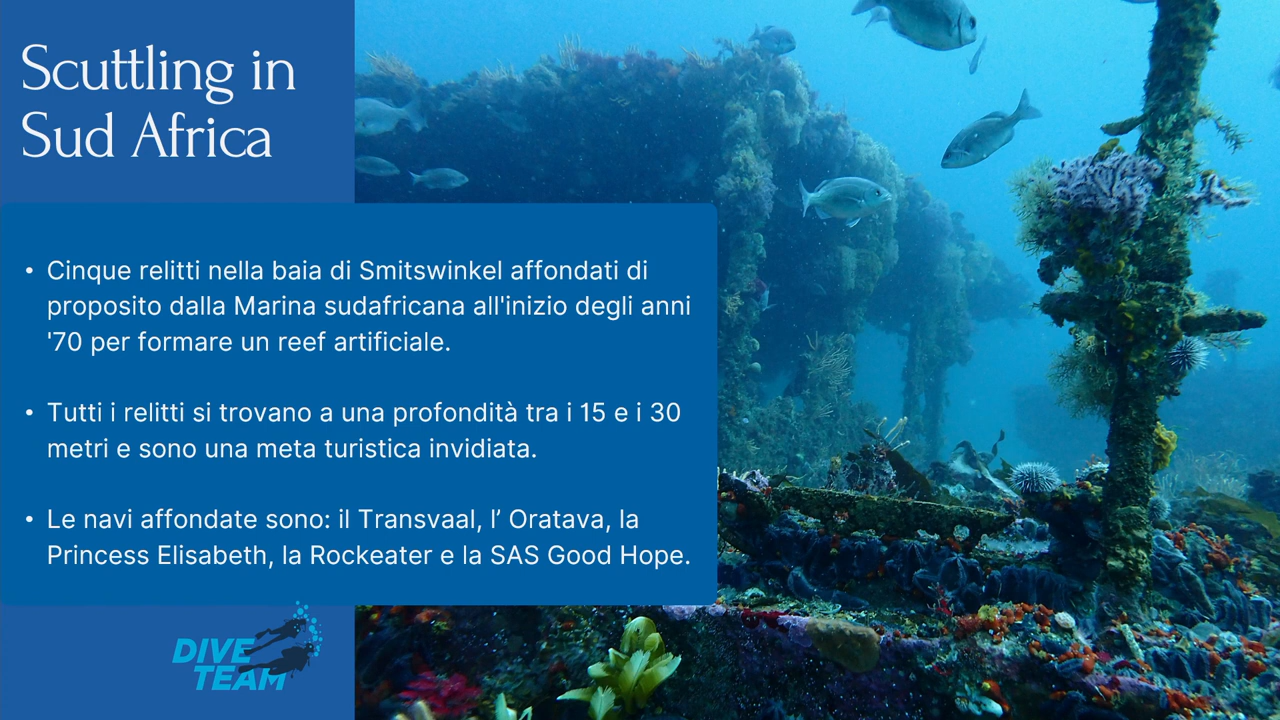 Scuttling in
Sud Africa
• Cinque relitti nella baia di Smitswinkel affondati di
proposito dalla Marina sudafricana all'inizio degli anni
'70 per formare un reef artificiale.
• Tutti i relitti si trovano a una profondità tra i 15 e i 30
metri e sono una meta turistica invidiata.
• Le navi affondate sono: il Transvaal, l’ Oratava, la
Princess Elisabeth, la Rockeater e la SAS Good Hope.
DIVE
TEAM